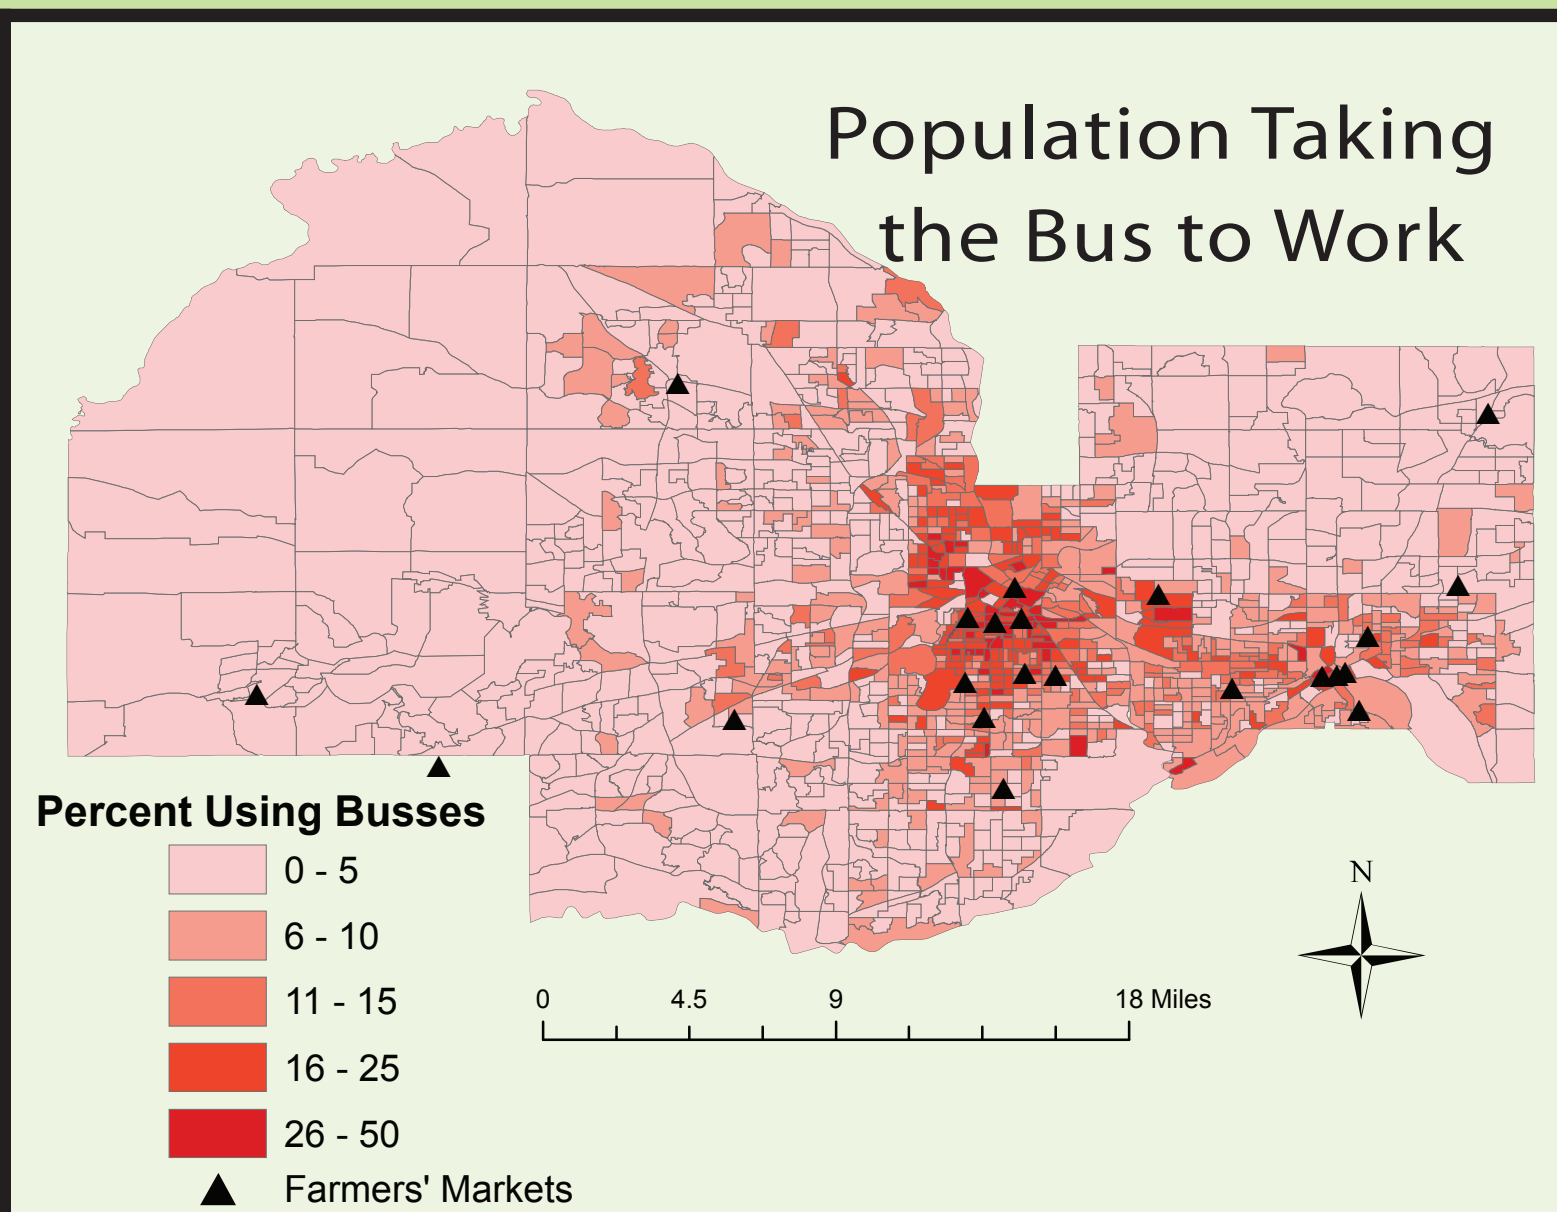 Population Taking
the Bus to Work
Percent Using Busses
0 - 5
6 - 10
11 - 15
16 - 25
26 - 50
Farmers' Markets
N
0 4.5 9 18 Miles